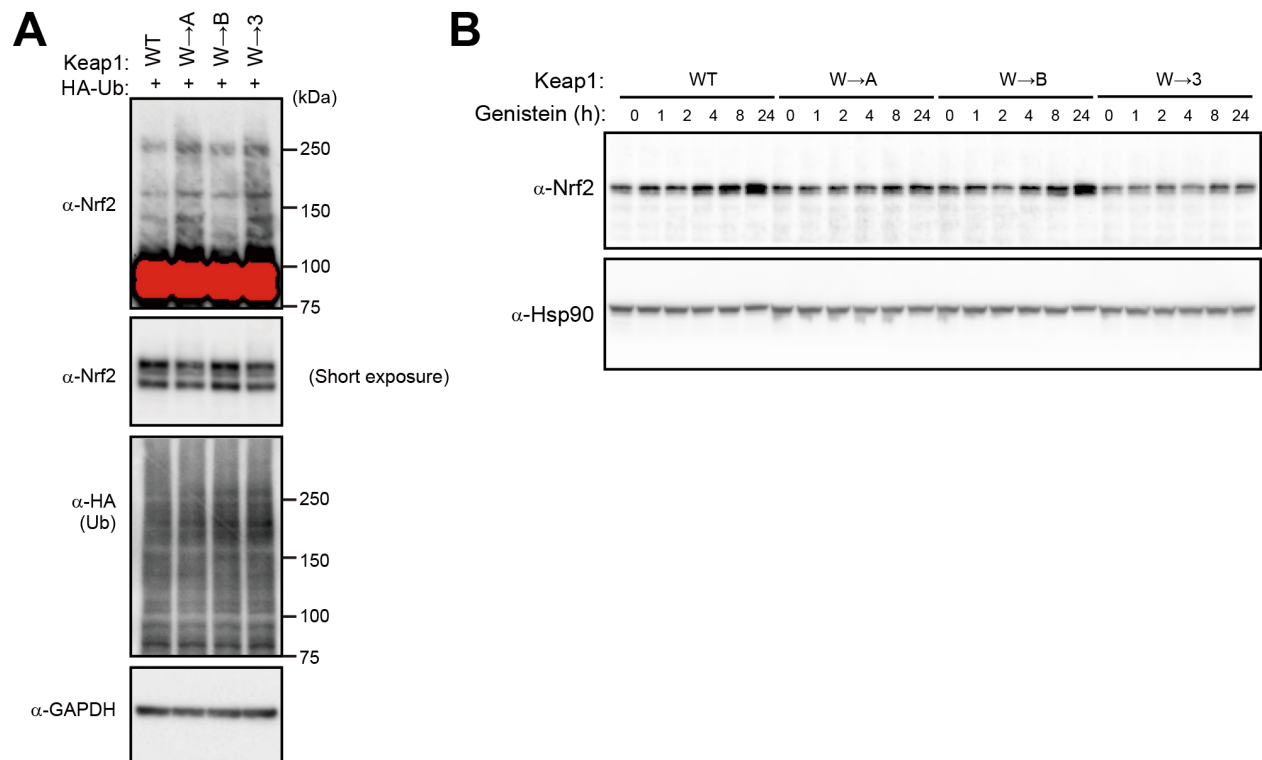 A
Keap1: WT W→A W→B W→3
HA-Ub: + + + +
(kDa)
α-Nrf2
250
150
100
75
α-Nrf2
(Short exposure)
α-HA
(Ub)
250
150
100
75
α-GAPDH
B
Keap1: WT W→A W→B W→3
Genistein (h): 0 1 2 4 8 24 0 1 2 4 8 24 0 1 2 4 8 24 0 1 2 4 8 24
α-Nrf2
α-Hsp90